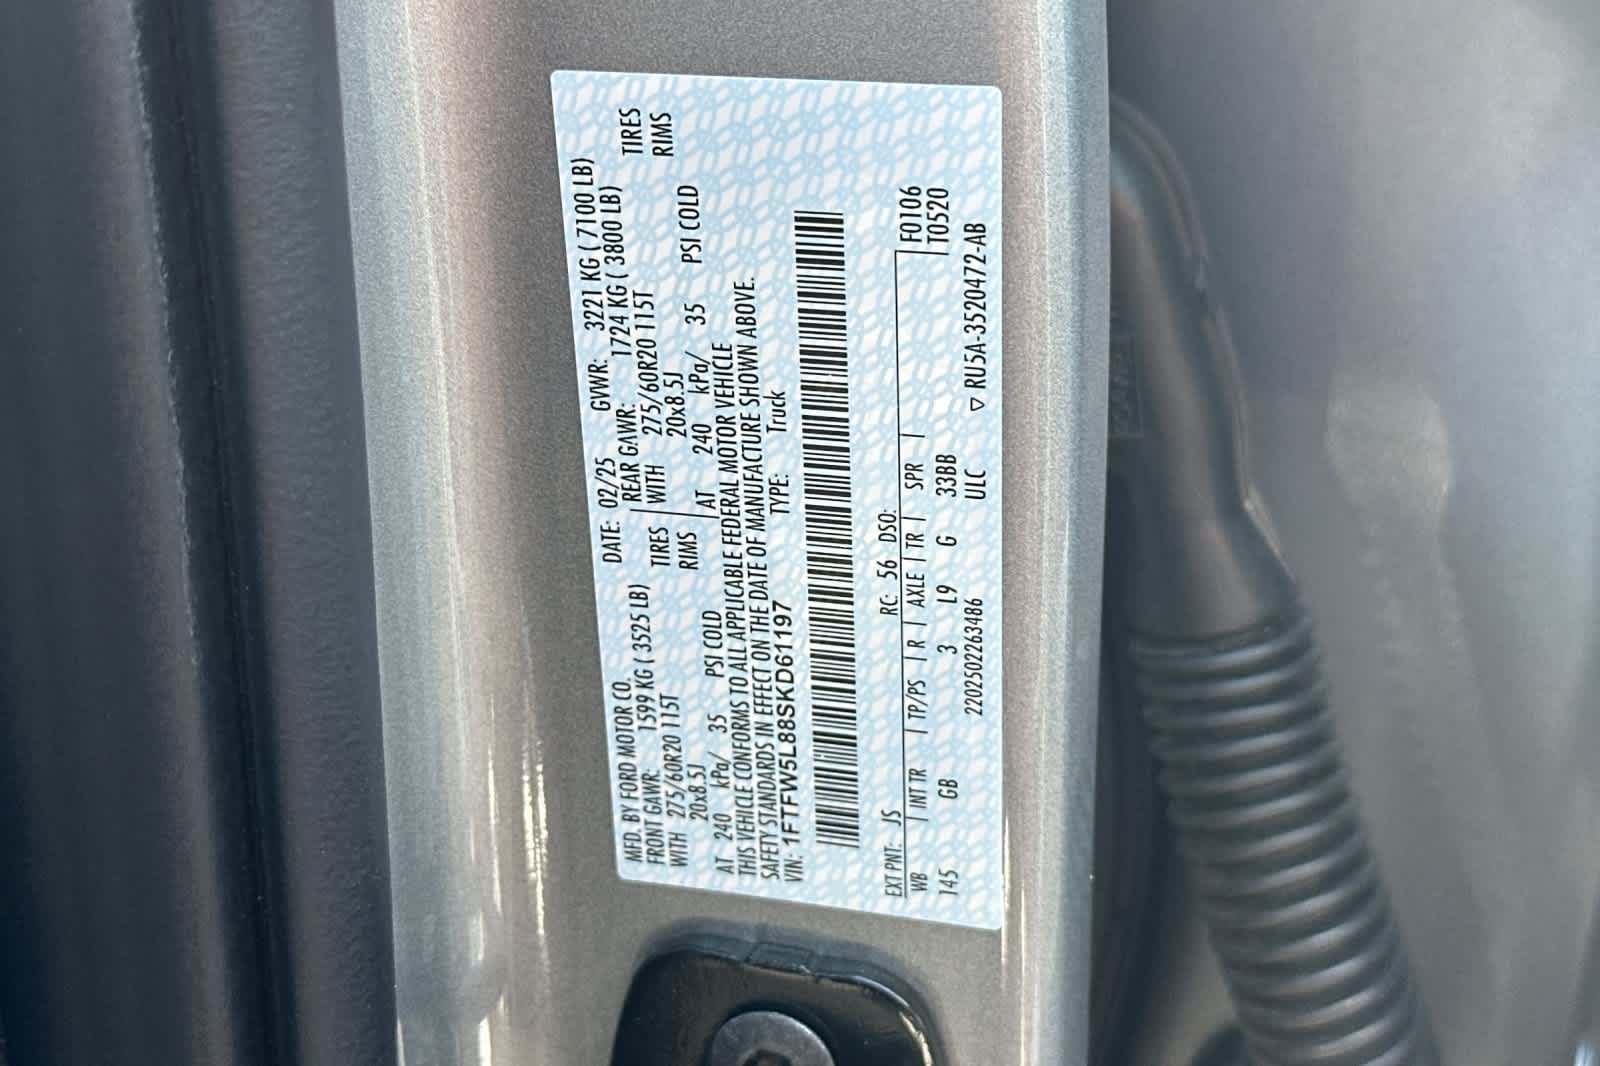 MFD. BY FORD MOTOR CO. DATE: 02/25 GVWR: 3221 KG ( 7100 LB)
FRONT GAWR: 1599 KG ( 3525 LB) REAR GAWR: 1724 KG ( 3800 LB)
WITH 275/60R20 115T TIRES WITH 275/60R20 115T TIRES
20x8.5J RIMS 20x8.5J RIMS
AT 240 kPa/ 35 PSI COLD AT 240 kPa/ 35 PSI COLD
THIS VEHICLE CONFORMS TO ALL APPLICABLE FEDERAL MOTOR VEHICLE
SAFETY STANDARDS IN EFFECT ON THE DATE OF MANUFACTURE SHOWN ABOVE.
VIN: 1FTFW5L88SKD61197 TYPE: Truck
EXT PNT: JS RC: 56 DSO: F0106
WB | INT TR | TP/PS | R | AXLE | TR | SPR | T0520
145 GB 3 L9 G 33BB
2202502263486 ULC ▽ RU5A-3520472-AB